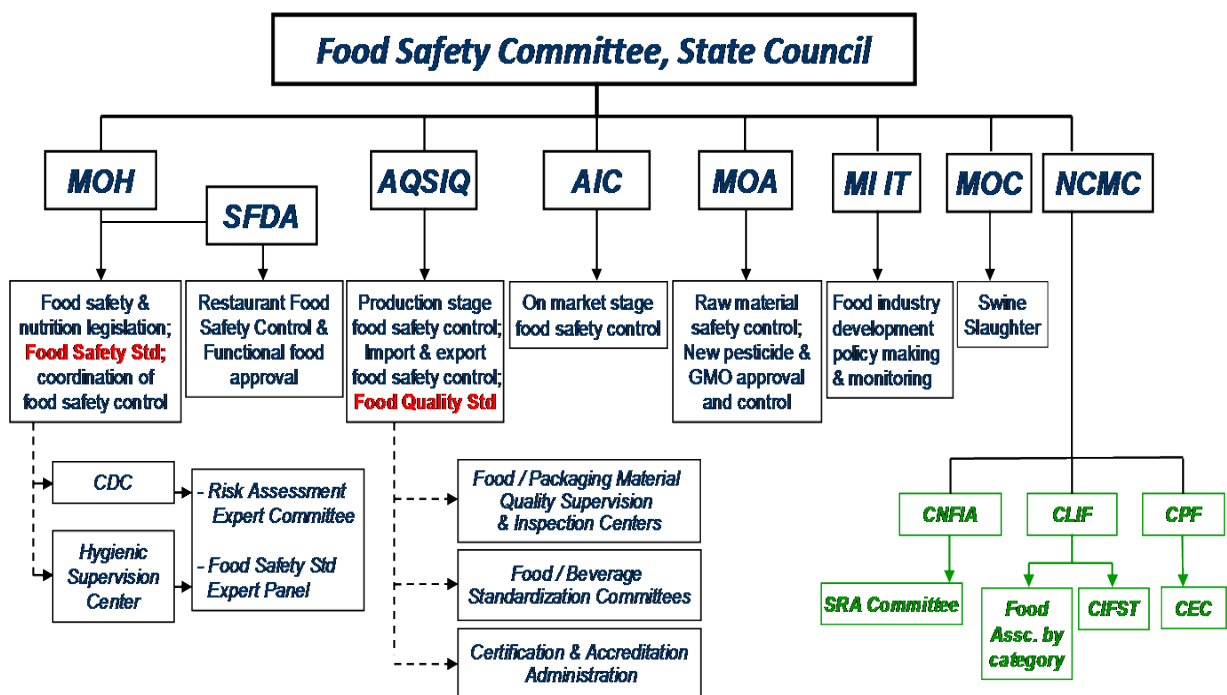 Food Safety Committee, State Council
MOH
SFDA
AQSIQ
AIC
MOA
MI IT
MOC
NCMC
Food safety &
nutrition legislation;
Food Safety Std;
coordination of
food safety control
Restaurant Food
Safety Control &
Functional food
approval
Production stage
food safety control;
Import & export
food safety control;
Food Quality Std
On market stage
food safety control
Raw material
safety control;
New pesticide &
GMO approval
and control
Food industry
development
policy making
& monitoring
Swine
Slaughter
CDC
Hygienic
Supervision
Center
- Risk Assessment
Expert Committee
- Food Safety Std
Expert Panel
Food / Packaging Material
Quality Supervision
& Inspection Centers
Food / Beverage
Standardization Committees
Certification & Accreditation
Administration
CNFIA
CLIF
CPF
SRA Committee
Food
Assc. by
category
CIFST
CEC